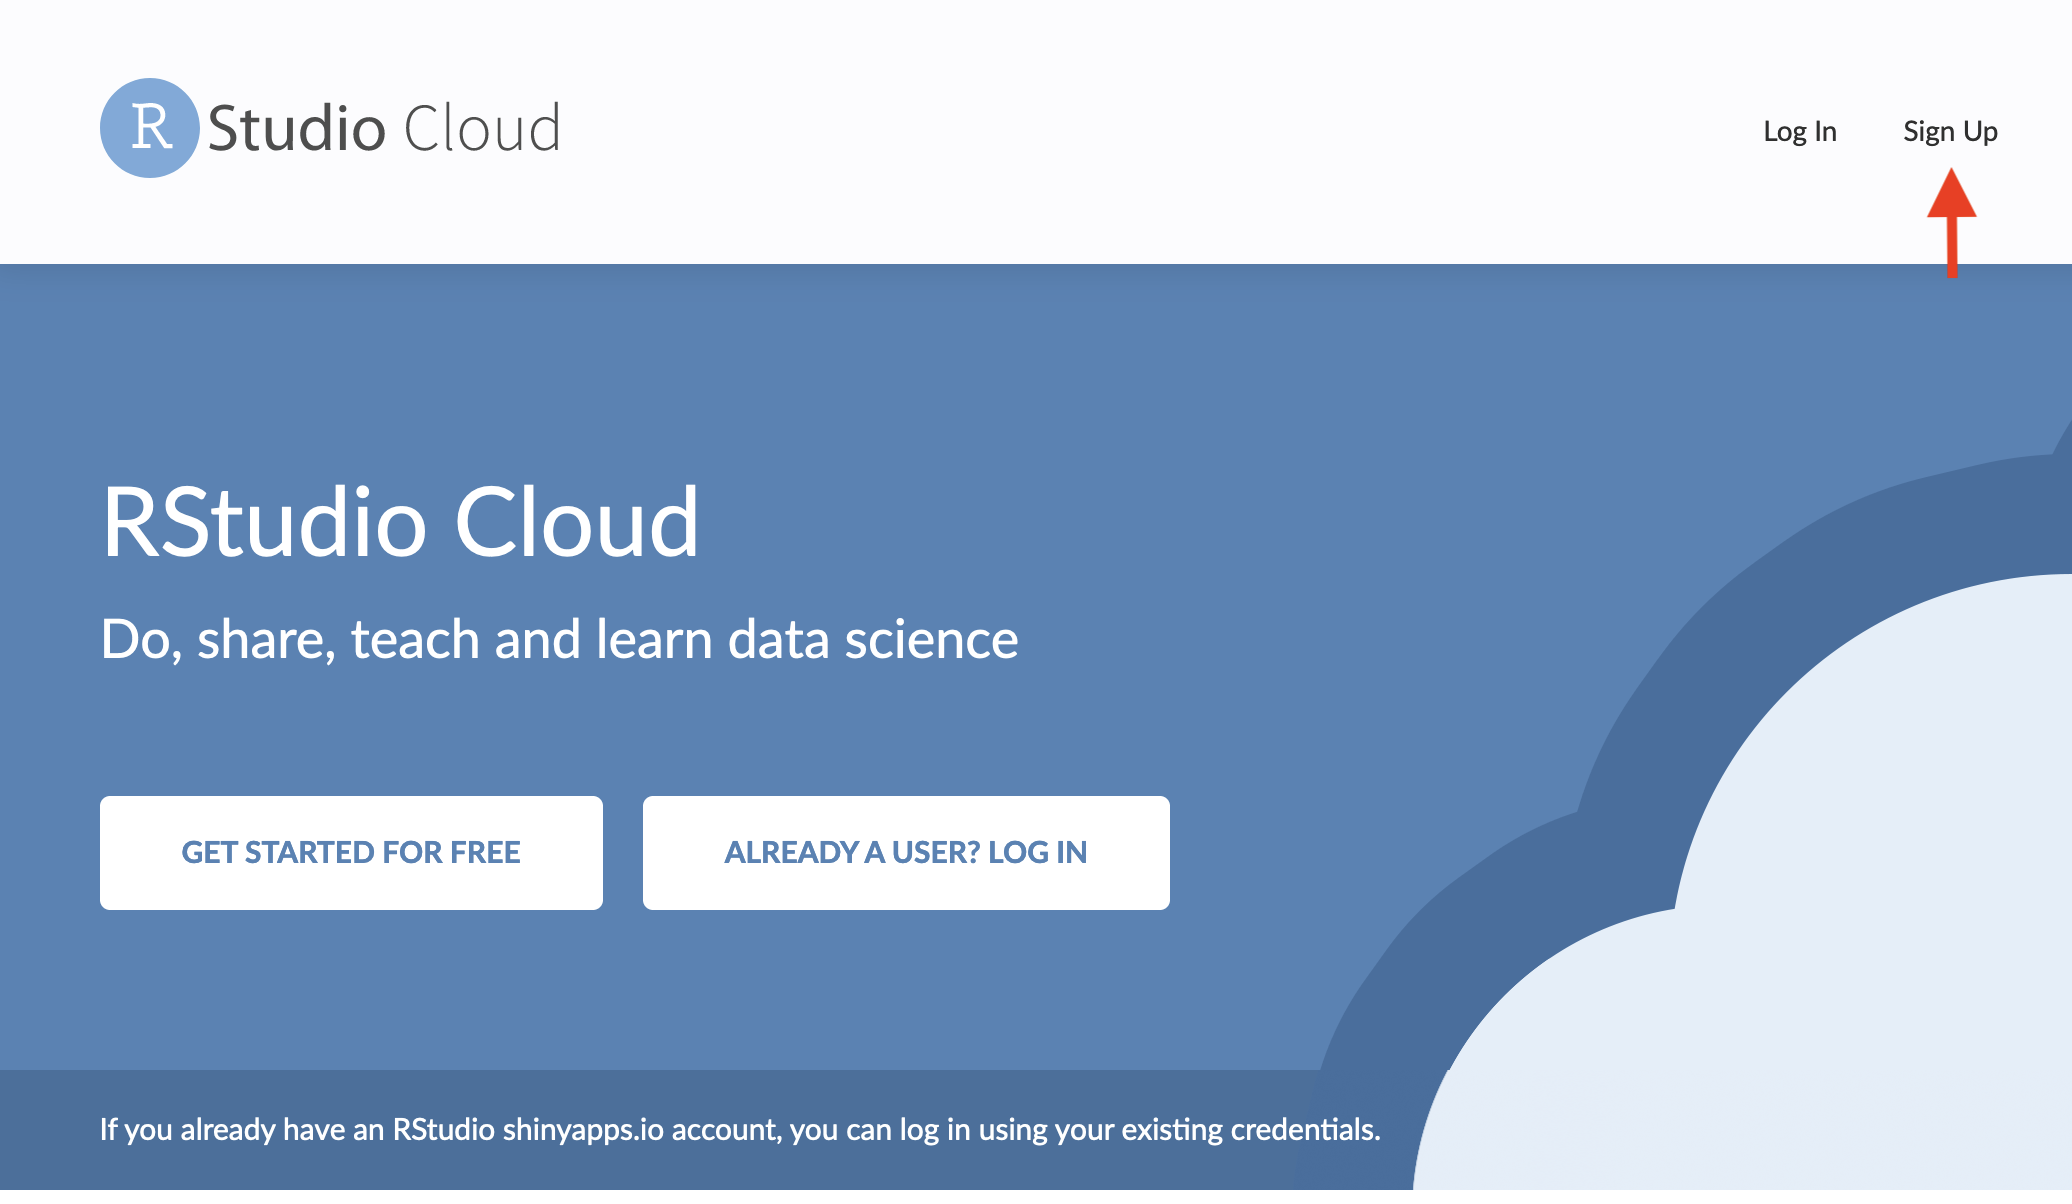 RStudio Cloud
Log In
Sign Up
RStudio Cloud
Do, share, teach and learn data science
GET STARTED FOR FREE
ALREADY A USER? LOG IN
If you already have an RStudio shinyapps.io account, you can log in using your existing credentials.